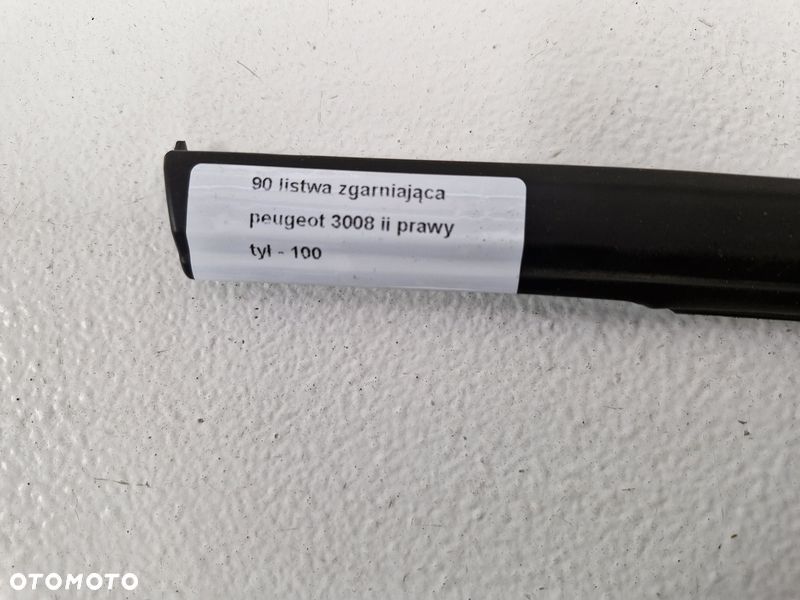 90 listwa zgarniająca
peugeot 3008 ii prawy
tył - 100
OTOMOTO